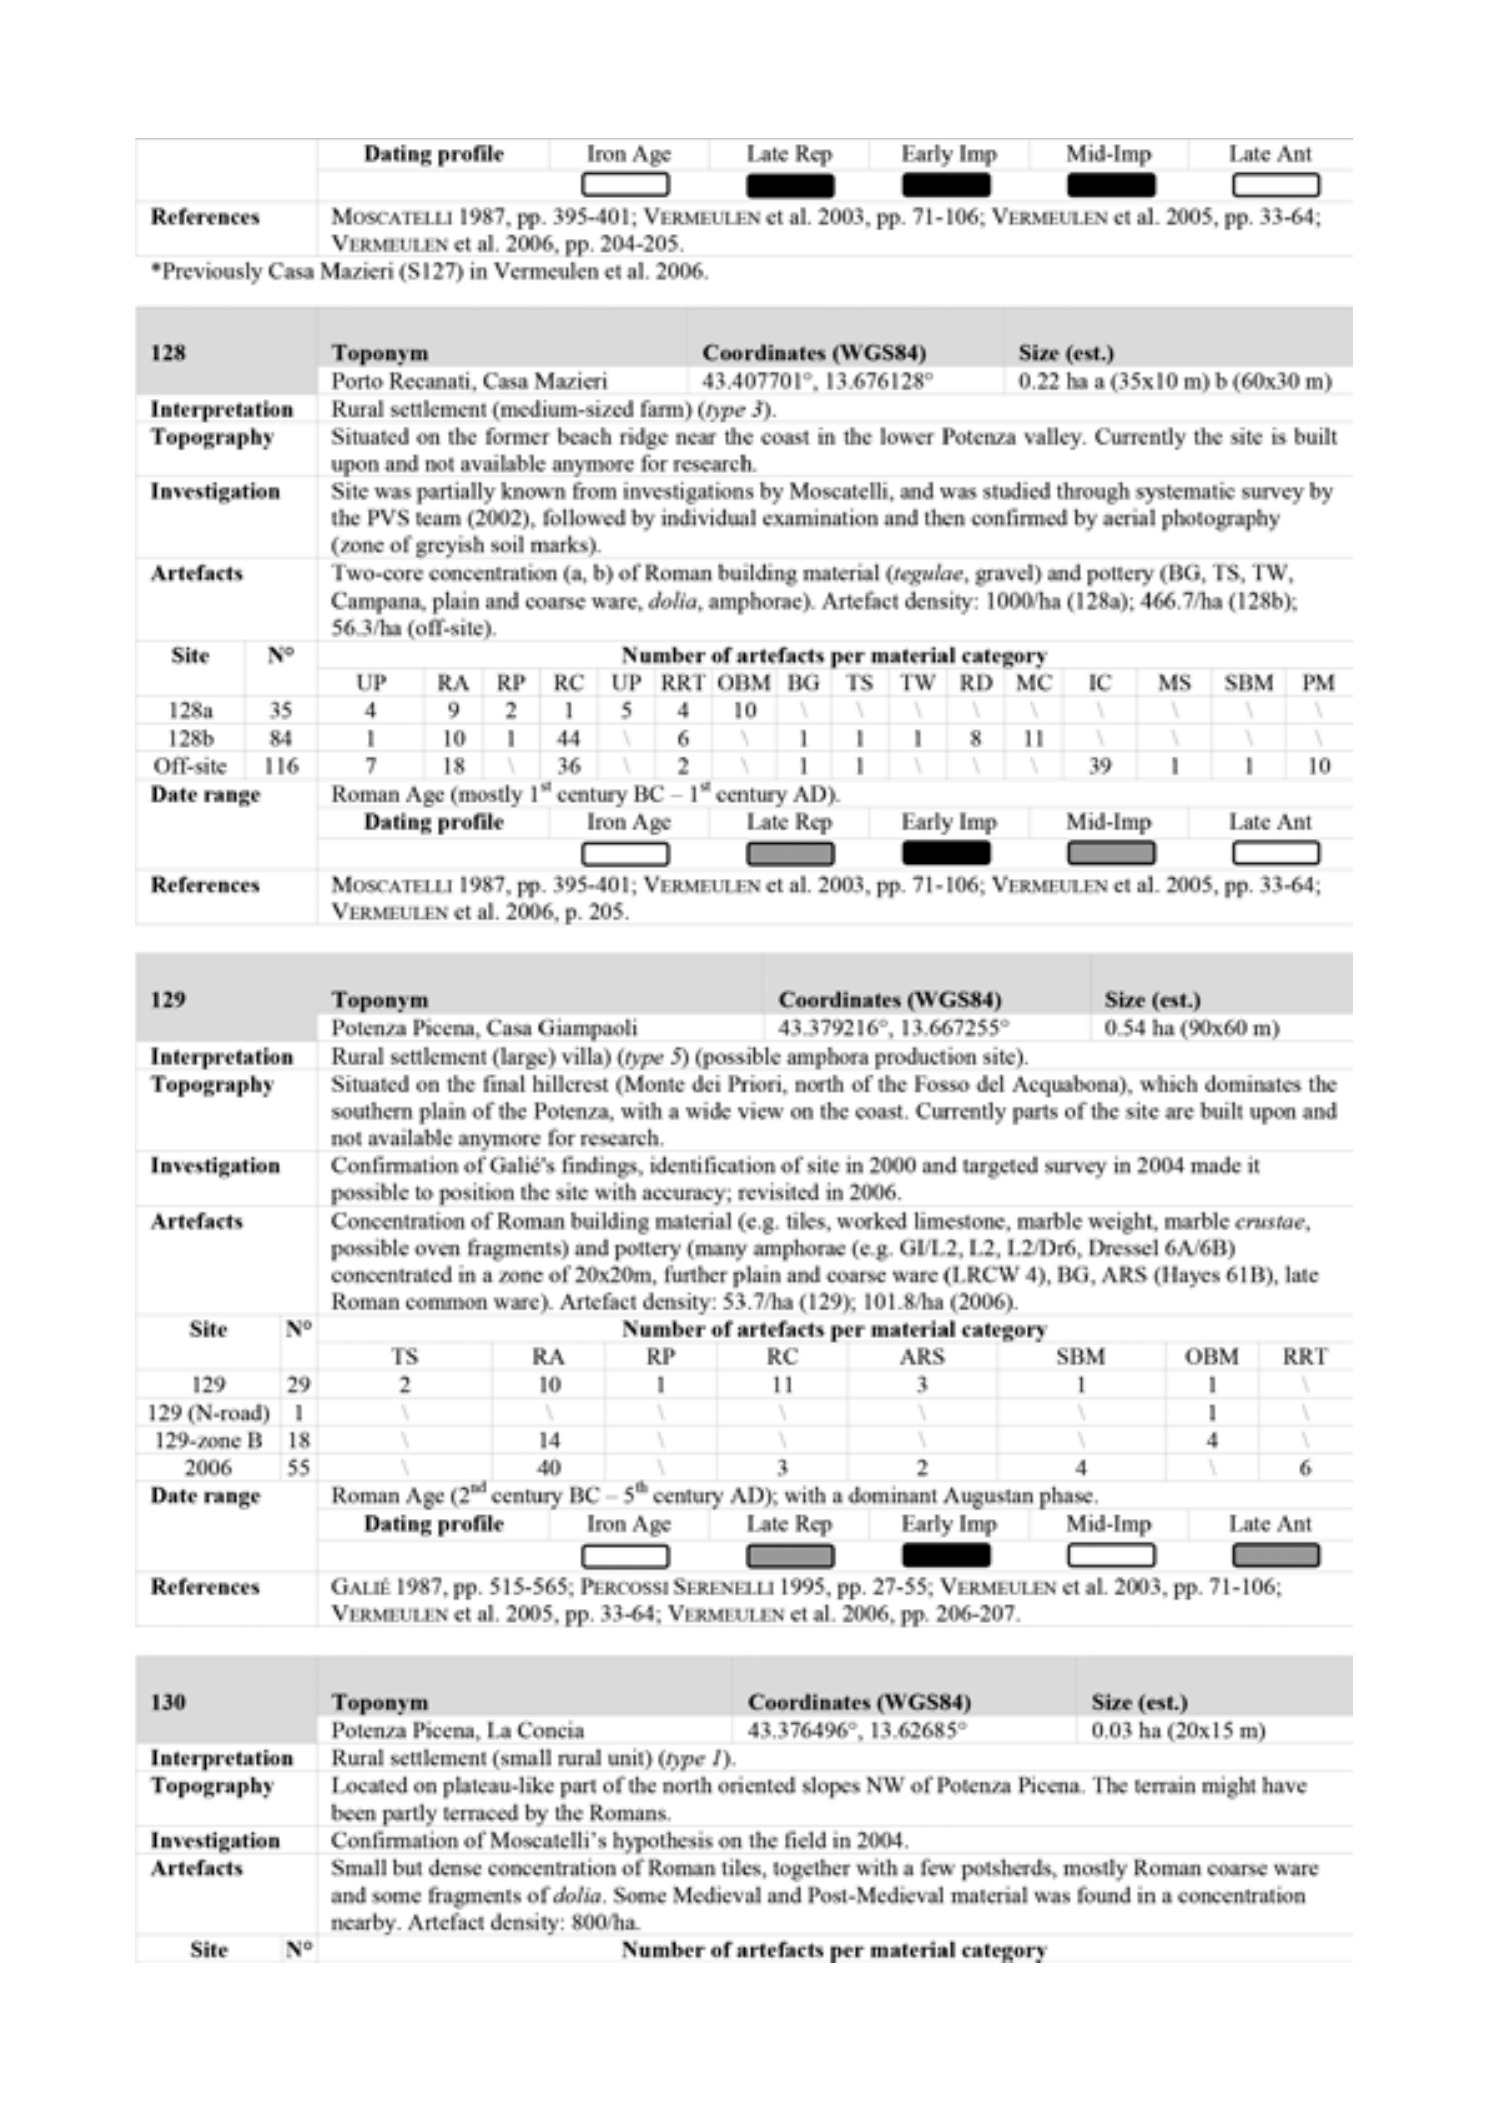 Dating profile Iron Age Late Rep Early Imp Mid-Imp Late Ant
References MOSCATELLI 1987, pp. 395-401; VERMEULEN et al. 2003, pp. 71-106; VERMEULEN et al. 2005, pp. 33-64;
VERMEULEN et al. 2006, pp. 204-205.
*Previously Casa Mazieri (S127) in Vermeulen et al. 2006.
128 Toponym Coordinates (WGS84) Size (est.)
Porto Recanati, Casa Mazieri 43.407701°, 13.676128° 0.22 ha a (35x10 m) b (60x30 m)
Interpretation Rural settlement (medium-sized farm) (type 3).
Topography Situated on the former beach ridge near the coast in the lower Potenza valley. Currently the site is built
upon and not available anymore for research.
Investigation Site was partially known from investigations by Moscatelli, and was studied through systematic survey by
the PVS team (2002), followed by individual examination and then confirmed by aerial photography
(zone of greyish soil marks).
Artefacts Two-core concentration (a, b) of Roman building material (tegulae, gravel) and pottery (BG, TS, TW,
Campana, plain and coarse ware, dolia, amphorae). Artefact density: 1000/ha (128a); 466.7/ha (128b);
56.3/ha (off-site).
Site N° Number of artefacts per material category
UP RA RP RC UP RRT OBM BG TS TW RD MC IC MS SBM PM
128a 35 4 9 2 1 5 4 10 \ \ \ \ \ \ \ \ \
128b 84 1 10 1 44 \ 6 \ 1 1 1 8 11 \ \ \ \
Off-site 116 7 18 \ 36 \ 2 \ 1 1 \ \ \ 39 1 1 10
Date range Roman Age (mostly 1st century BC – 1st century AD).
Dating profile Iron Age Late Rep Early Imp Mid-Imp Late Ant
References MOSCATELLI 1987, pp. 395-401; VERMEULEN et al. 2003, pp. 71-106; VERMEULEN et al. 2005, pp. 33-64;
VERMEULEN et al. 2006, p. 205.
129 Toponym Coordinates (WGS84) Size (est.)
Potenza Picena, Casa Giampaoli 43.379216°, 13.667255° 0.54 ha (90x60 m)
Interpretation Rural settlement (large) villa) (type 5) (possible amphora production site).
Topography Situated on the final hillcrest (Monte dei Priori, north of the Fosso del Acquabona), which dominates the
southern plain of the Potenza, with a wide view on the coast. Currently parts of the site are built upon and
not available anymore for research.
Investigation Confirmation of Galié's findings, identification of site in 2000 and targeted survey in 2004 made it
possible to position the site with accuracy; revisited in 2006.
Artefacts Concentration of Roman building material (e.g. tiles, worked limestone, marble weight, marble crustae,
possible oven fragments) and pottery (many amphorae (e.g. GI/L2, L2, L2/Dr6, Dressel 6A/6B)
concentrated in a zone of 20x20m, further plain and coarse ware (LRCW 4), BG, ARS (Hayes 61B), late
Roman common ware). Artefact density: 53.7/ha (129); 101.8/ha (2006).
Site N° Number of artefacts per material category
TS RA RP RC ARS SBM OBM RRT
129 29 2 10 1 11 3 1 1 \
129 (N-road) 1 \ \ \ \ \ \ 1 \
129-zone B 18 \ 14 \ \ \ \ 4 \
2006 55 \ 40 \ 3 2 4 \ 6
Date range Roman Age (2nd century BC – 5th century AD); with a dominant Augustan phase.
Dating profile Iron Age Late Rep Early Imp Mid-Imp Late Ant
References GALIÉ 1987, pp. 515-565; PERCOSSI SERENELLI 1995, pp. 27-55; VERMEULEN et al. 2003, pp. 71-106;
VERMEULEN et al. 2005, pp. 33-64; VERMEULEN et al. 2006, pp. 206-207.
130 Toponym Coordinates (WGS84) Size (est.)
Potenza Picena, La Concia 43.376496°, 13.62685° 0.03 ha (20x15 m)
Interpretation Rural settlement (small rural unit) (type 1).
Topography Located on plateau-like part of the north oriented slopes NW of Potenza Picena. The terrain might have
been partly terraced by the Romans.
Investigation Confirmation of Moscatelli's hypothesis on the field in 2004.
Artefacts Small but dense concentration of Roman tiles, together with a few potsherds, mostly Roman coarse ware
and some fragments of dolia. Some Medieval and Post-Medieval material was found in a concentration
nearby. Artefact density: 800/ha.
Site N° Number of artefacts per material category